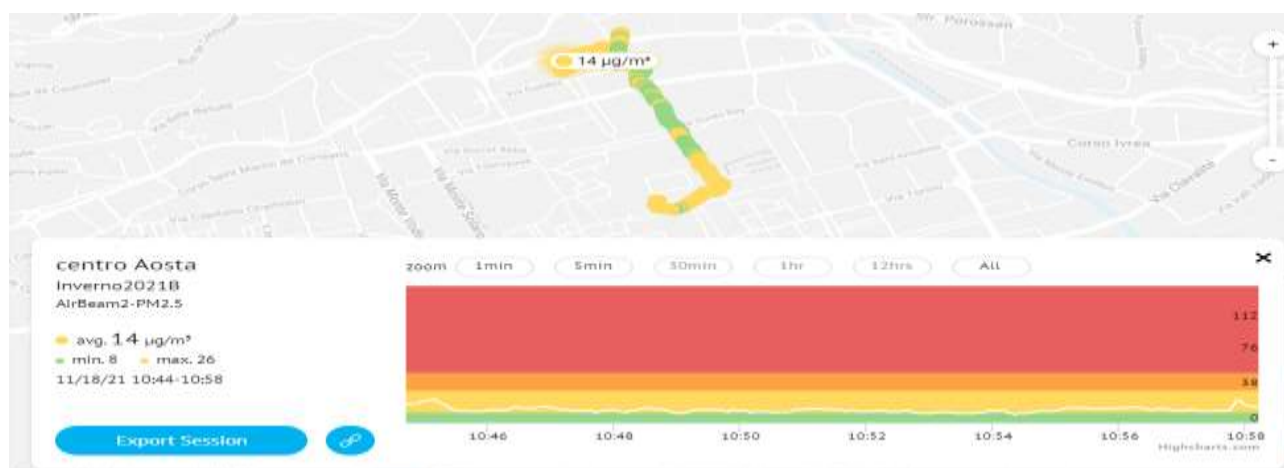 Str. Porossan
+
14 µg/m³
Corso Ivrea
-
centro Aosta
Inverno2021B
AirBeam2-PM2.5
avg. 14 µg/m³
min. 8 max. 26
11/18/21 10:44-10:58
Export Session
zoom 1min 5min 30min 1hr 12hrs All
×
112
76
38
0
10:46 10:48 10:50 10:52 10:54 10:56 10:58
Highcharts.com